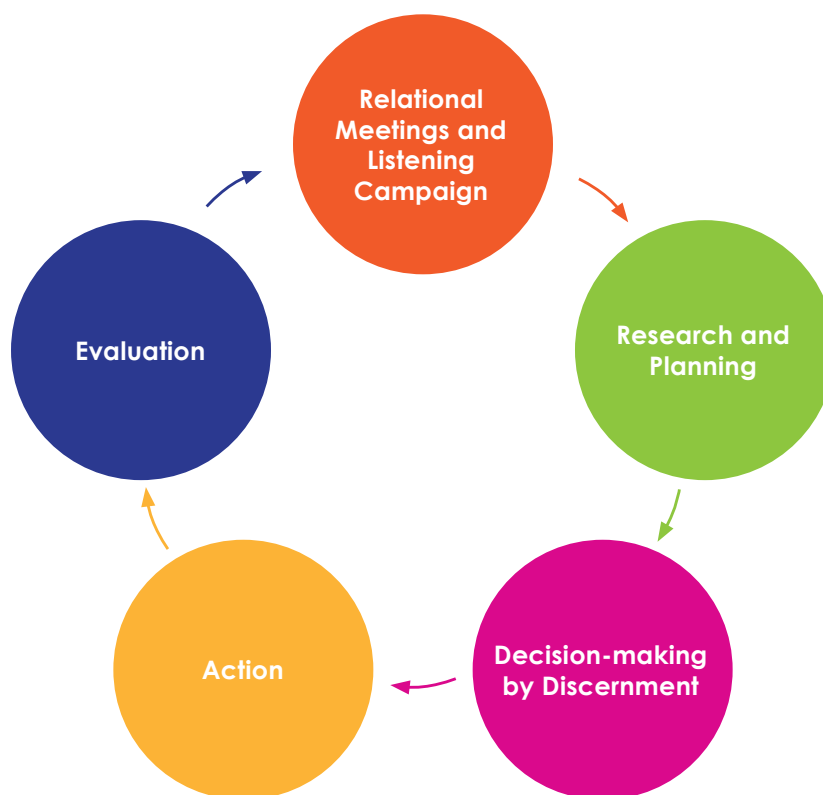 Relational
Meetings and
Listening
Campaign
Research and
Planning
Decision-making
by Discernment
Action
Evaluation